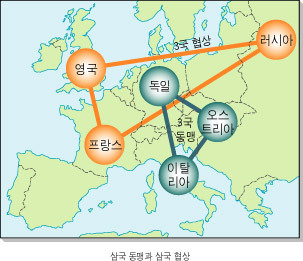 러시아
3국 협상
영국
독일
오스
트리아
3국
동맹
프랑스
이탈
리아
삼국 동맹과 삼국 협상